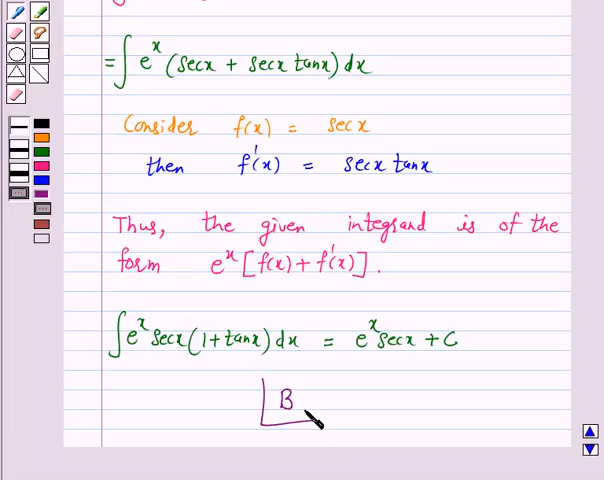 = ∫ e^x (secx + secx tanx) dx
Consider f(x) = secx
then f'(x) = secx tanx
Thus, the given integrand is of the
form e^x [f(x) + f'(x)].
∫ e^x secx (1 + tanx) dx = e^x secx + C
B